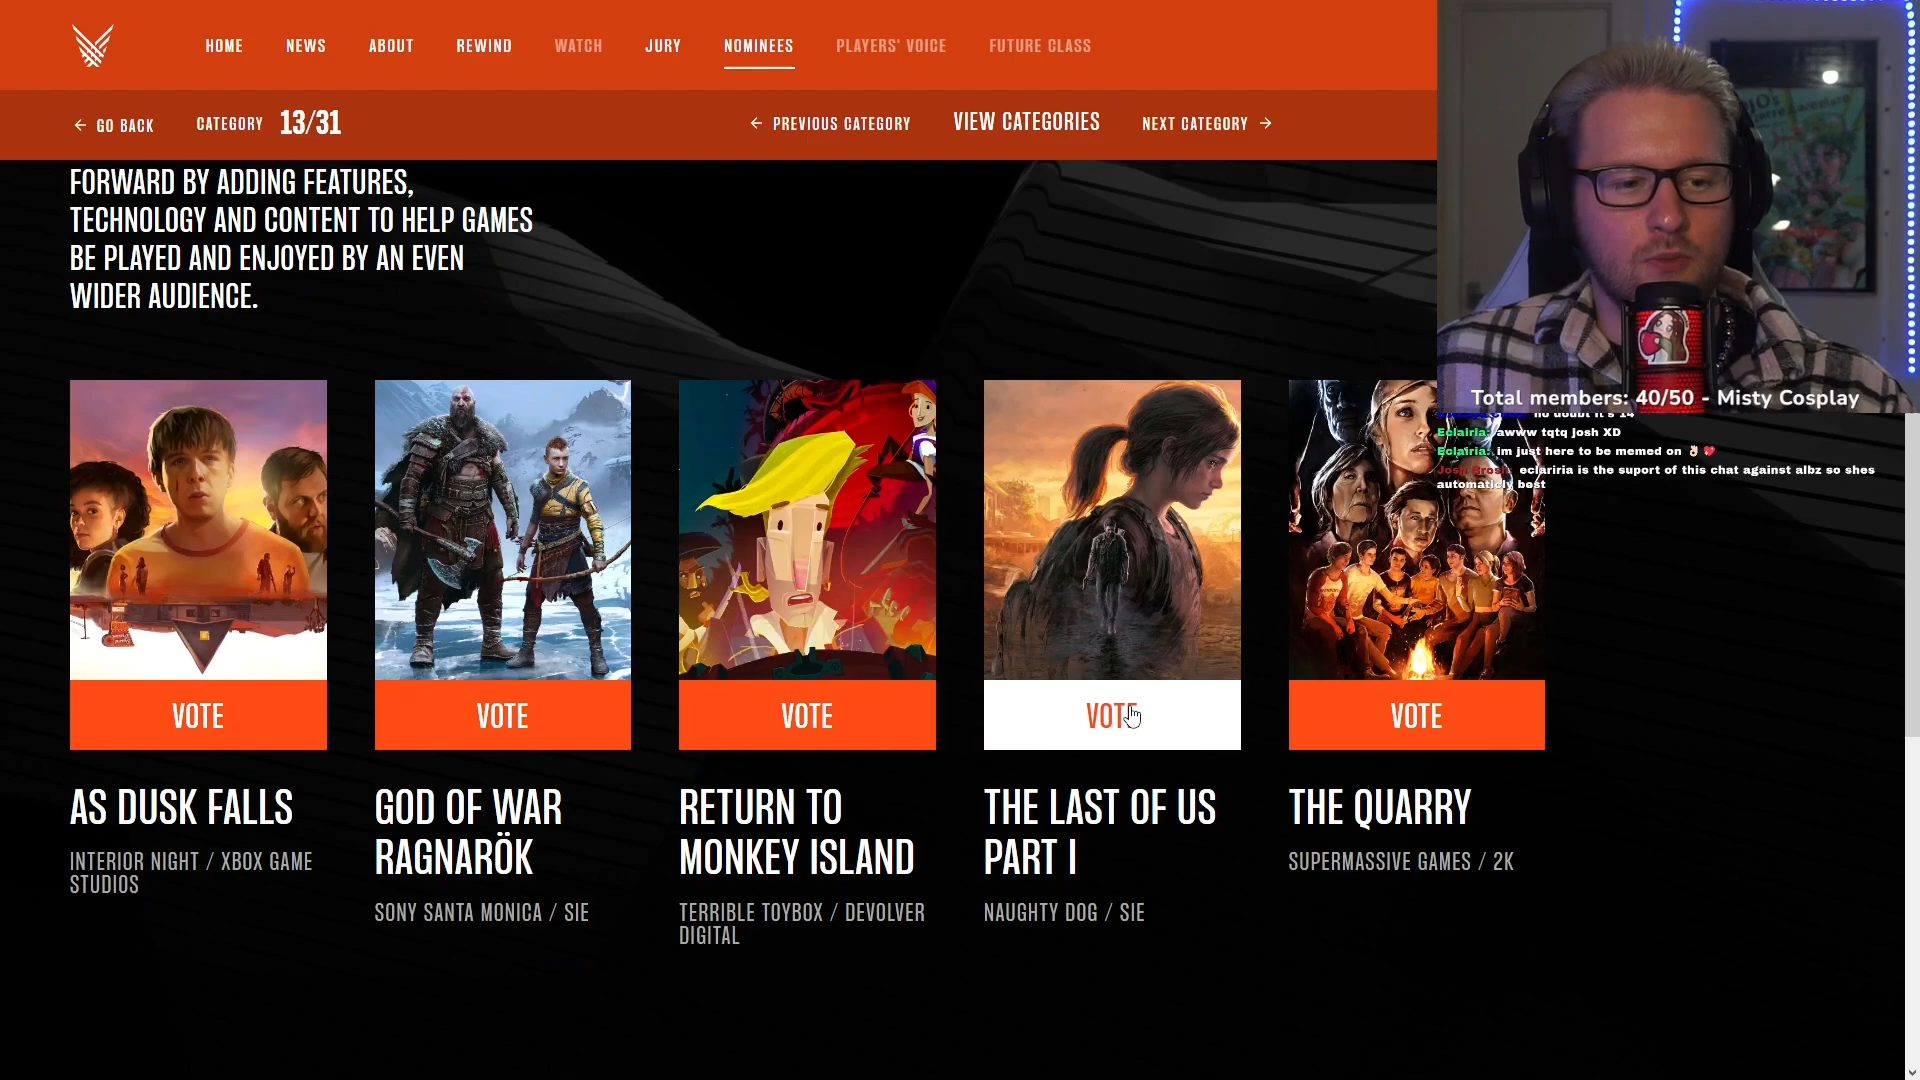 HOME NEWS ABOUT REWIND WATCH JURY NOMINEES PLAYERS' VOICE FUTURE CLASS
← GO BACK CATEGORY 13/31 ← PREVIOUS CATEGORY VIEW CATEGORIES NEXT CATEGORY →
FORWARD BY ADDING FEATURES,
TECHNOLOGY AND CONTENT TO HELP GAMES
BE PLAYED AND ENJOYED BY AN EVEN
WIDER AUDIENCE.
Total members: 40/50 - Misty Cosplay
no doubt it's 14
Eclairia: awww tqtq josh XD
Eclairia: im just here to be memed on 👌🏻 ❤️
eclariria is the suport of this chat against albz so shes
automaticly best
VOTE VOTE VOTE VOTE VOTE
AS DUSK FALLS
INTERIOR NIGHT / XBOX GAME
STUDIOS
GOD OF WAR
RAGNARÖK
SONY SANTA MONICA / SIE
RETURN TO
MONKEY ISLAND
TERRIBLE TOYBOX / DEVOLVER
DIGITAL
THE LAST OF US
PART I
NAUGHTY DOG / SIE
THE QUARRY
SUPERMASSIVE GAMES / 2K